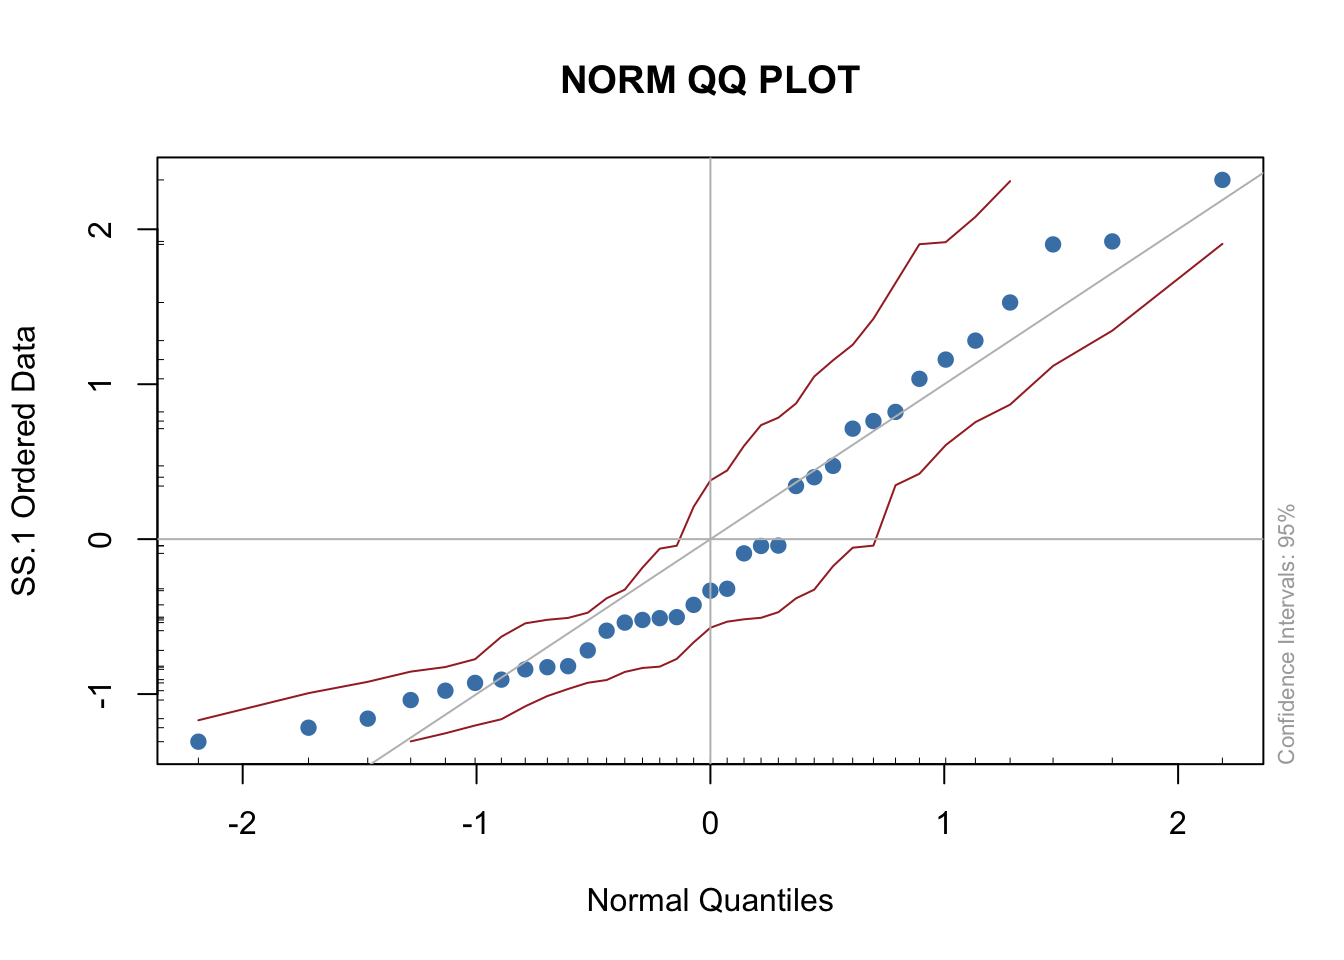 NORM QQ PLOT
SS.1 Ordered Data
2
1
0
-1
-2
-1
0
1
2
Normal Quantiles
Confidence Intervals: 95%